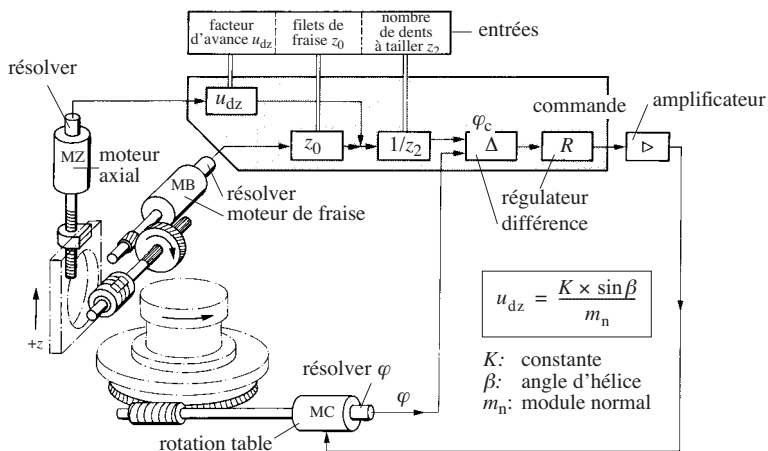 facteur
d'avance u_dz
filets
de fraise z_0
nombre
de dents
à tailler z_2
entrées
résolver
u_dz
commande
amplificateur
φ_c
MZ
moteur
axial
z_0
1/z_2
Δ
R
▷
MB
résolver
moteur de fraise
régulateur
différence
u_dz = K × sin β / m_n
+z
K: constante
β: angle d'hélice
m_n: module normal
résolver φ
MC
φ
rotation table